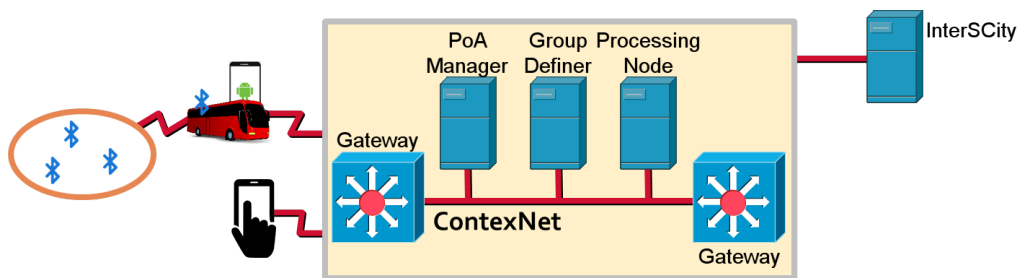 PoA
Manager
Group
Definer
Processing
Node
InterSCity
Gateway
ContexNet
Gateway